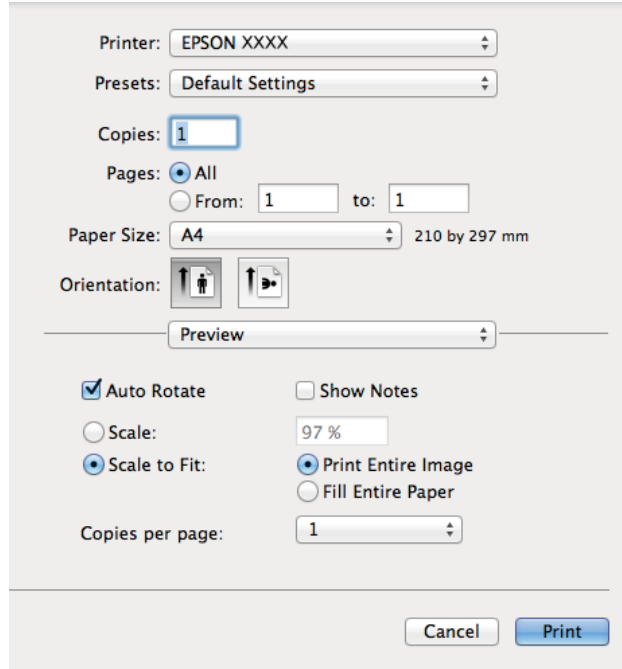 Printer: EPSON XXXX
Presets: Default Settings
Copies: 1
Pages: All
From: 1 to: 1
Paper Size: A4 210 by 297 mm
Orientation:
Preview
Auto Rotate Show Notes
Scale: 97 %
Scale to Fit: Print Entire Image
Fill Entire Paper
Copies per page: 1
Cancel Print